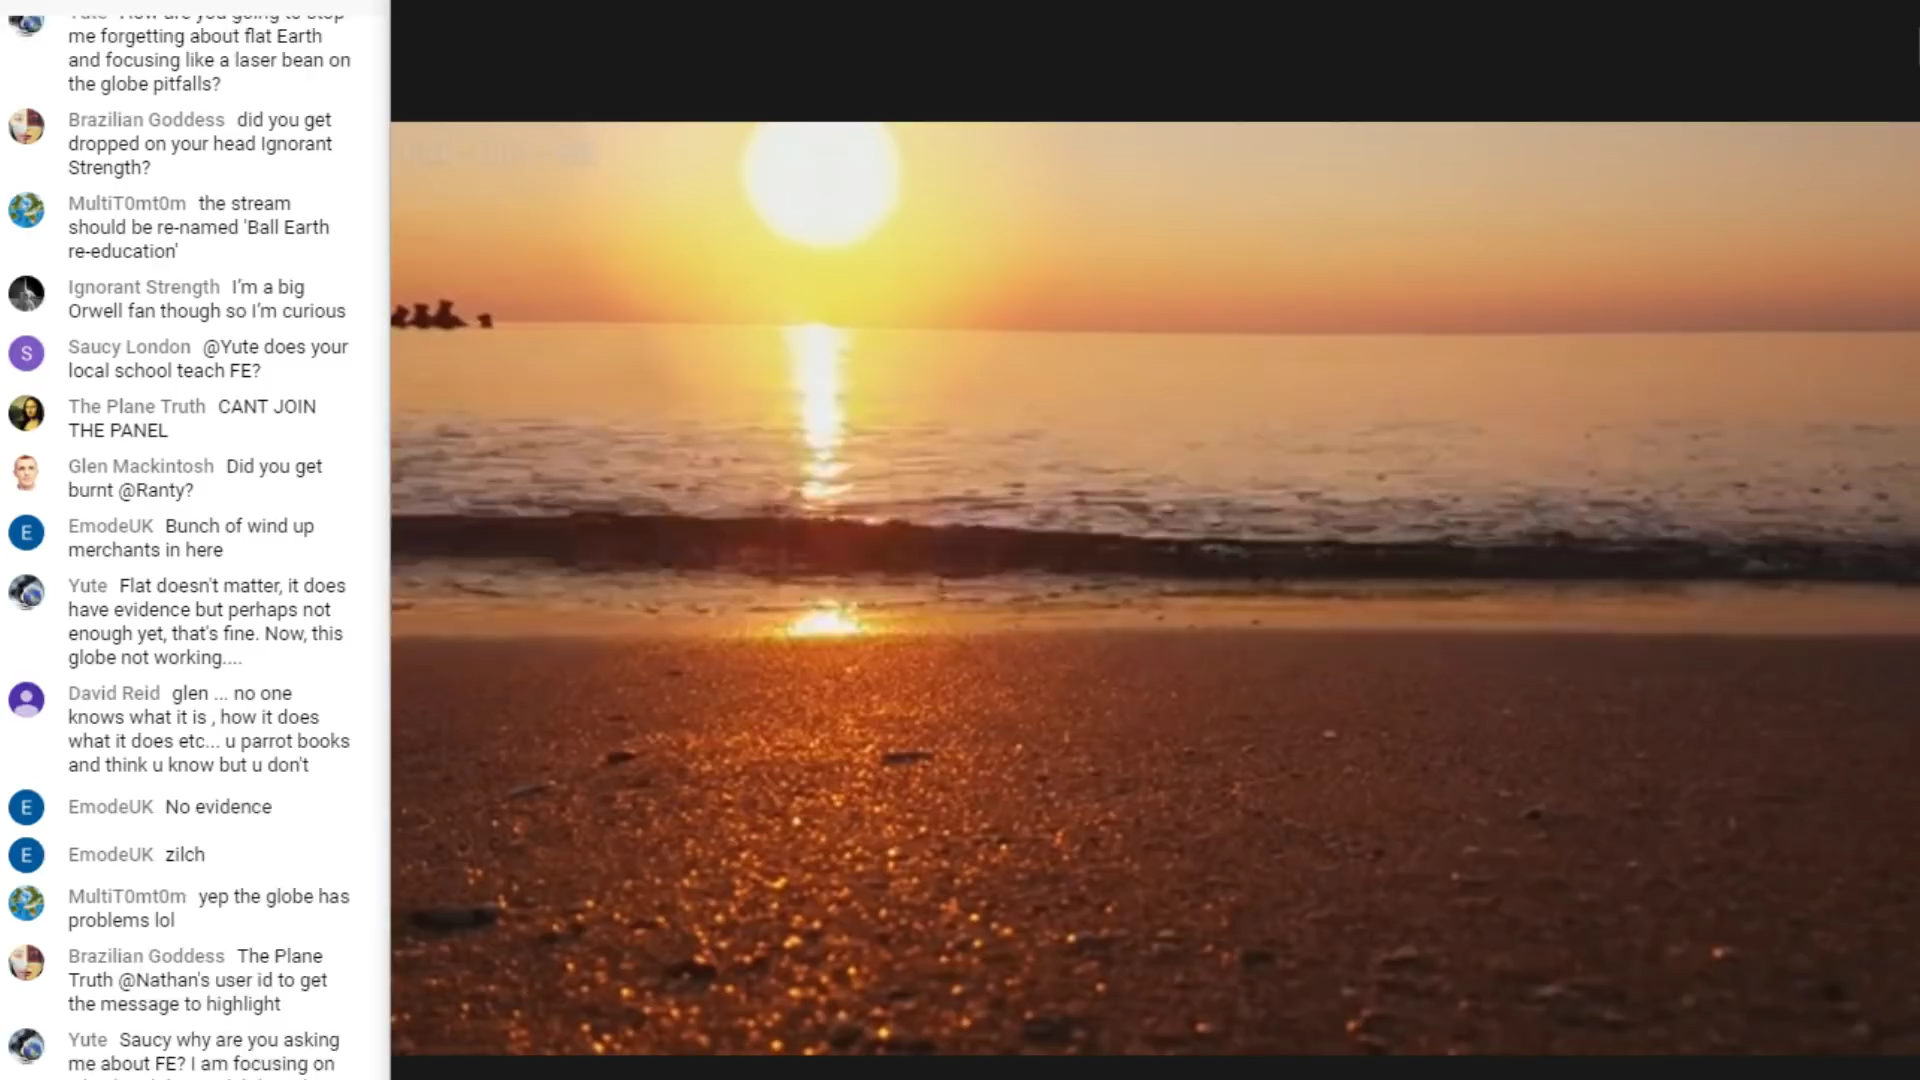 Yute How are you going to stop
me forgetting about flat Earth
and focusing like a laser bean on
the globe pitfalls?
Brazilian Goddess did you get
dropped on your head Ignorant
Strength?
MultiT0mt0m the stream
should be re-named 'Ball Earth
re-education'
Ignorant Strength I'm a big
Orwell fan though so I'm curious
S
Saucy London @Yute does your
local school teach FE?
The Plane Truth CANT JOIN
THE PANEL
Glen Mackintosh Did you get
burnt @Ranty?
E
EmodeUK Bunch of wind up
merchants in here
Yute Flat doesn't matter, it does
have evidence but perhaps not
enough yet, that's fine. Now, this
globe not working....
David Reid glen ... no one
knows what it is , how it does
what it does etc... u parrot books
and think u know but u don't
E
EmodeUK No evidence
E
EmodeUK zilch
MultiT0mt0m yep the globe has
problems lol
Brazilian Goddess The Plane
Truth @Nathan's user id to get
the message to highlight
Yute Saucy why are you asking
me about FE? I am focusing on